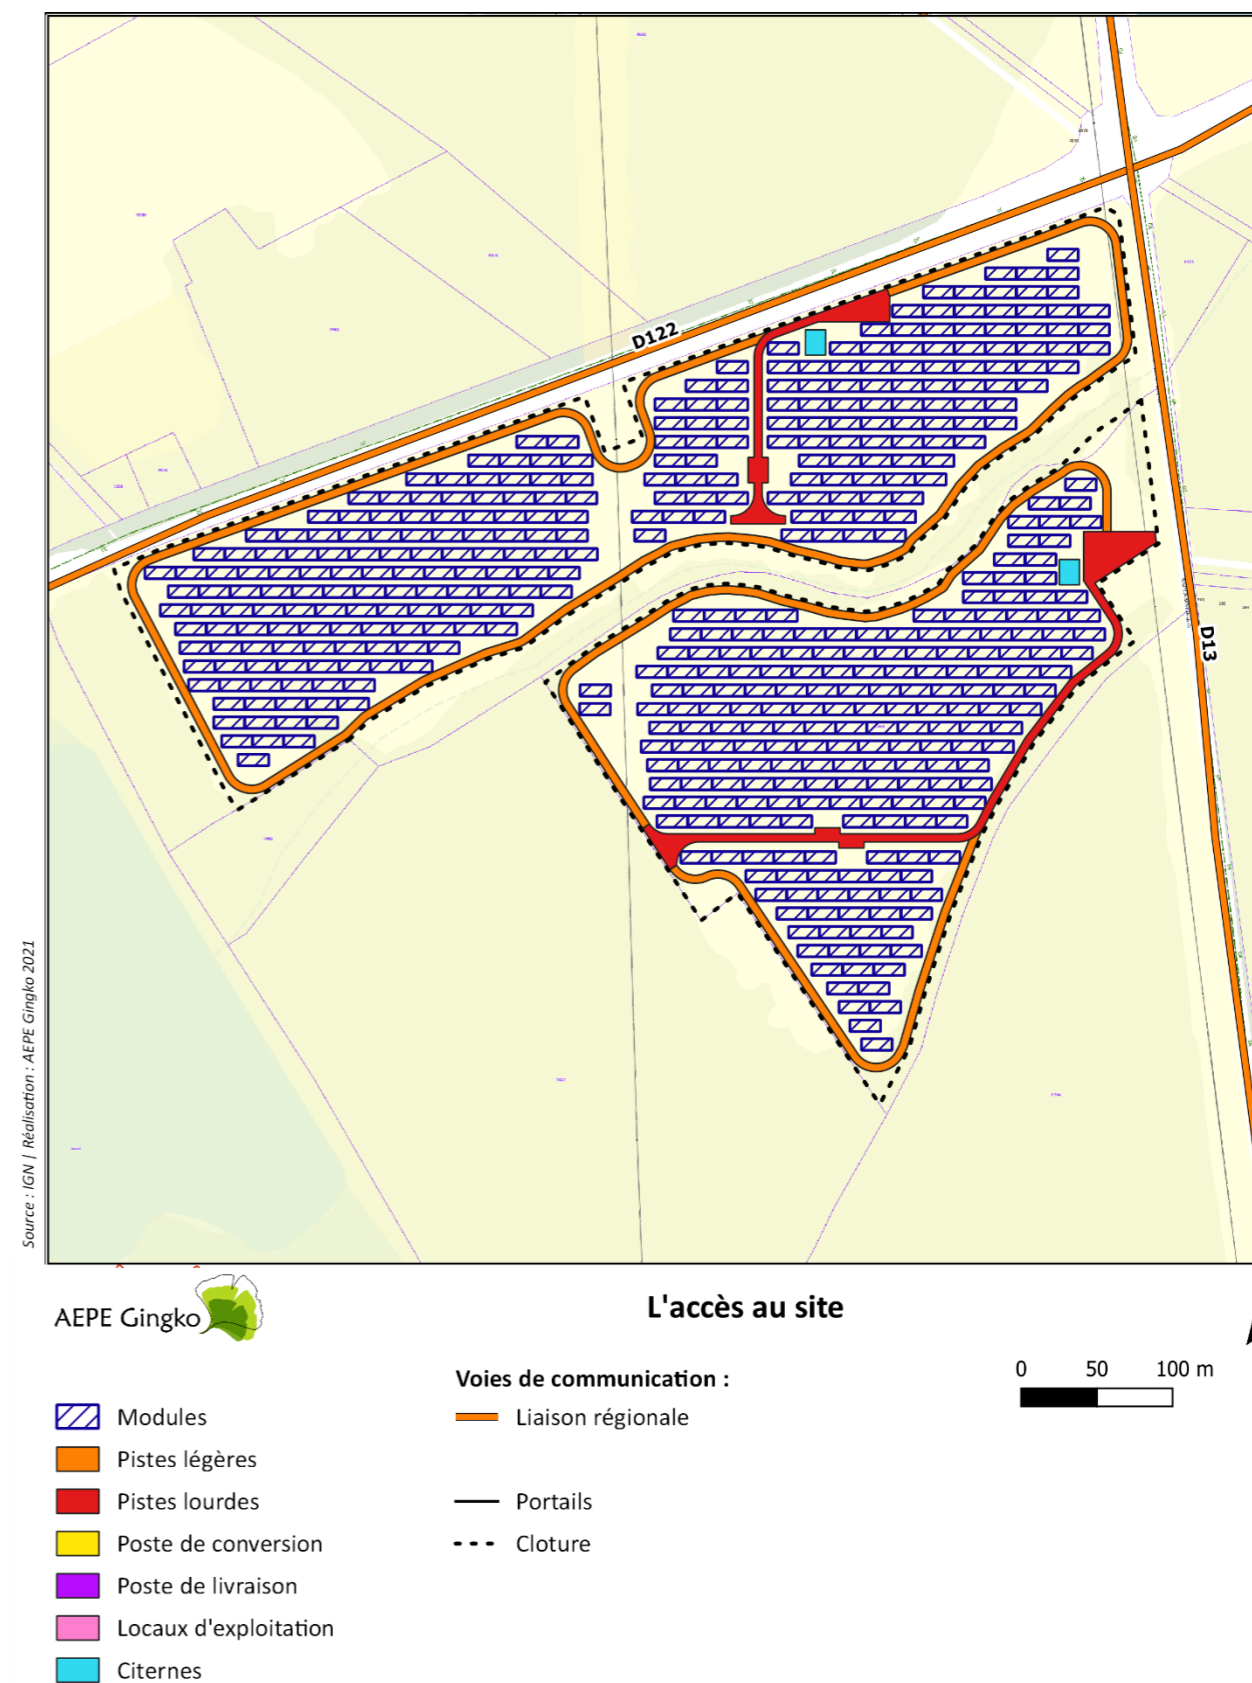 D122
D13
Source : IGN | Réalisation : AEPE Gingko 2021
AEPE Gingko
L'accès au site
Voies de communication :
0 50 100 m
Modules
Liaison régionale
Pistes légères
Pistes lourdes
Portails
Poste de conversion
Cloture
Poste de livraison
Locaux d'exploitation
Citernes